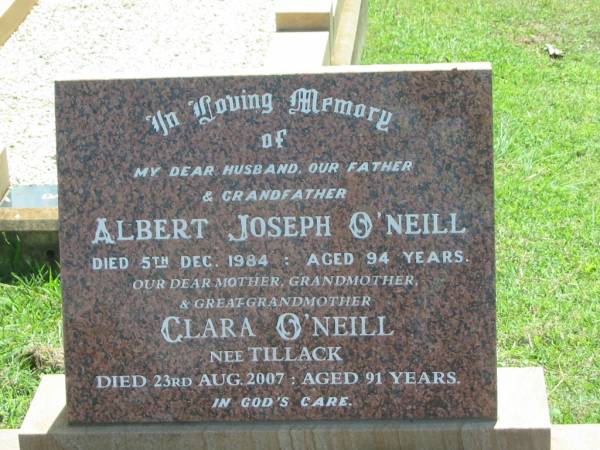 In Loving Memory
of
MY DEAR HUSBAND, OUR FATHER
& GRANDFATHER
ALBERT JOSEPH O'NEILL
DIED 5TH DEC. 1984 : AGED 94 YEARS.
OUR DEAR MOTHER, GRANDMOTHER,
& GREAT-GRANDMOTHER
CLARA O'NEILL
NEE TILLACK
DIED 23RD AUG. 2007 : AGED 91 YEARS.
IN GOD'S CARE.